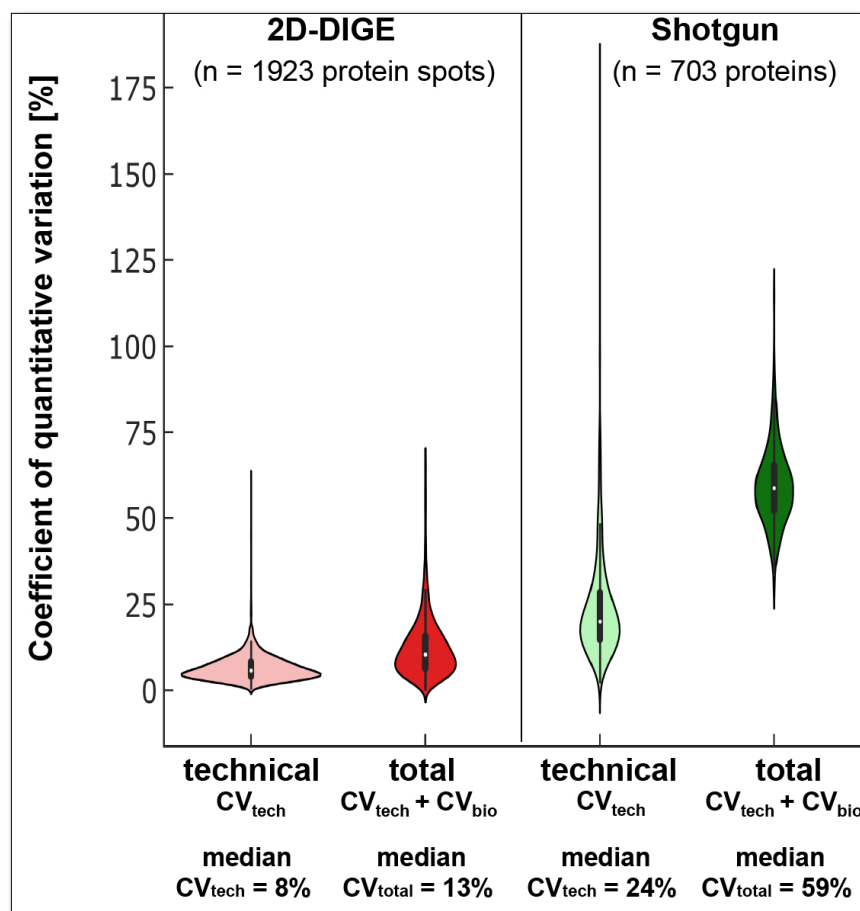 2D-DIGE
(n = 1923 protein spots)
Shotgun
(n = 703 proteins)
Coefficient of quantitative variation [%]
175
150
125
100
75
50
25
0
technical
CVtech
total
CVtech + CVbio
technical
CVtech
total
CVtech + CVbio
median
CVtech = 8%
median
CVtotal = 13%
median
CVtech = 24%
median
CVtotal = 59%